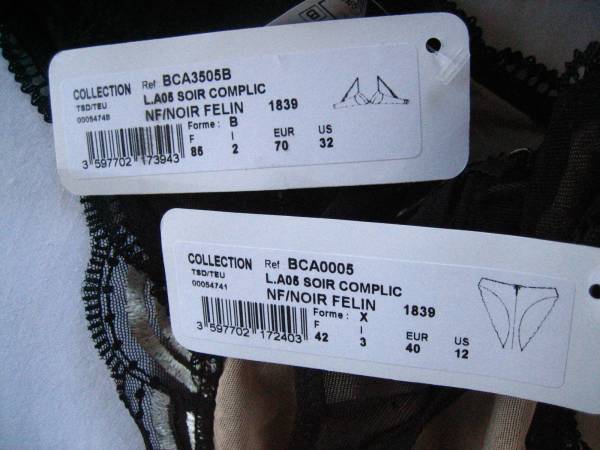 COLLECTION Ref BCA3505B
TSD/TEU L.A05 SOIR COMPLIC
00054748 NF/NOIR FELIN 1839
Forme : B
F I EUR US
85 2 70 32
3 597702 173943
COLLECTION Ref BCA0005
TSD/TEU L.A05 SOIR COMPLIC
00054741 NF/NOIR FELIN 1839
Forme : X
F I EUR US
42 3 40 12
3 597702 172403